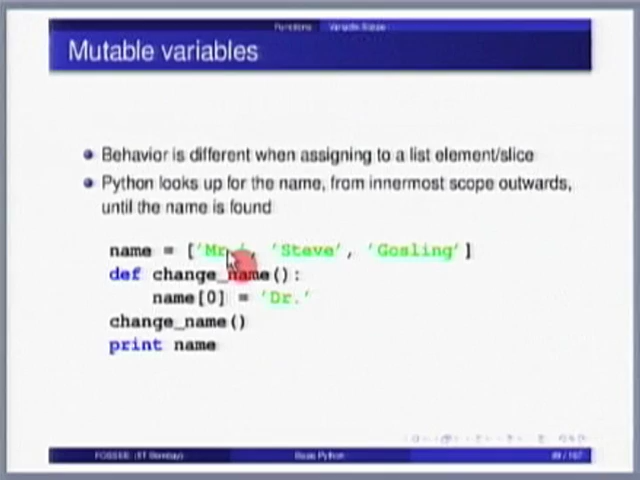 Functions Variable Scope
Mutable variables
Behavior is different when assigning to a list element/slice
Python looks up for the name, from innermost scope outwards,
until the name is found
name = ['Mr.', 'Steve', 'Gosling']
def change_name():
name[0] = 'Dr.'
change_name()
print name
FOSSEE (IIT Bombay) Basic Python